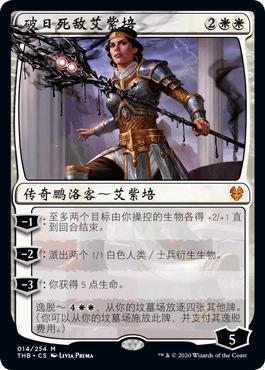 破日死敌艾紫培 2
传奇鹏洛客～艾紫培
-1：至多两个目标由你操控的生物各得 +2/+1 直
到回合结束。
-2：派出两个 1/1 白色人类／士兵衍生生物。
-3：你获得 5 点生命。
逸脱～4，从你的坟墓场放逐四张其他牌。
（你可以从你的坟墓场施放此牌，并支付其逸脱
费用。）
5
014/254 M
THB • CS LIVIA PRIMA
™ & © 2020 Wizards of the Coast